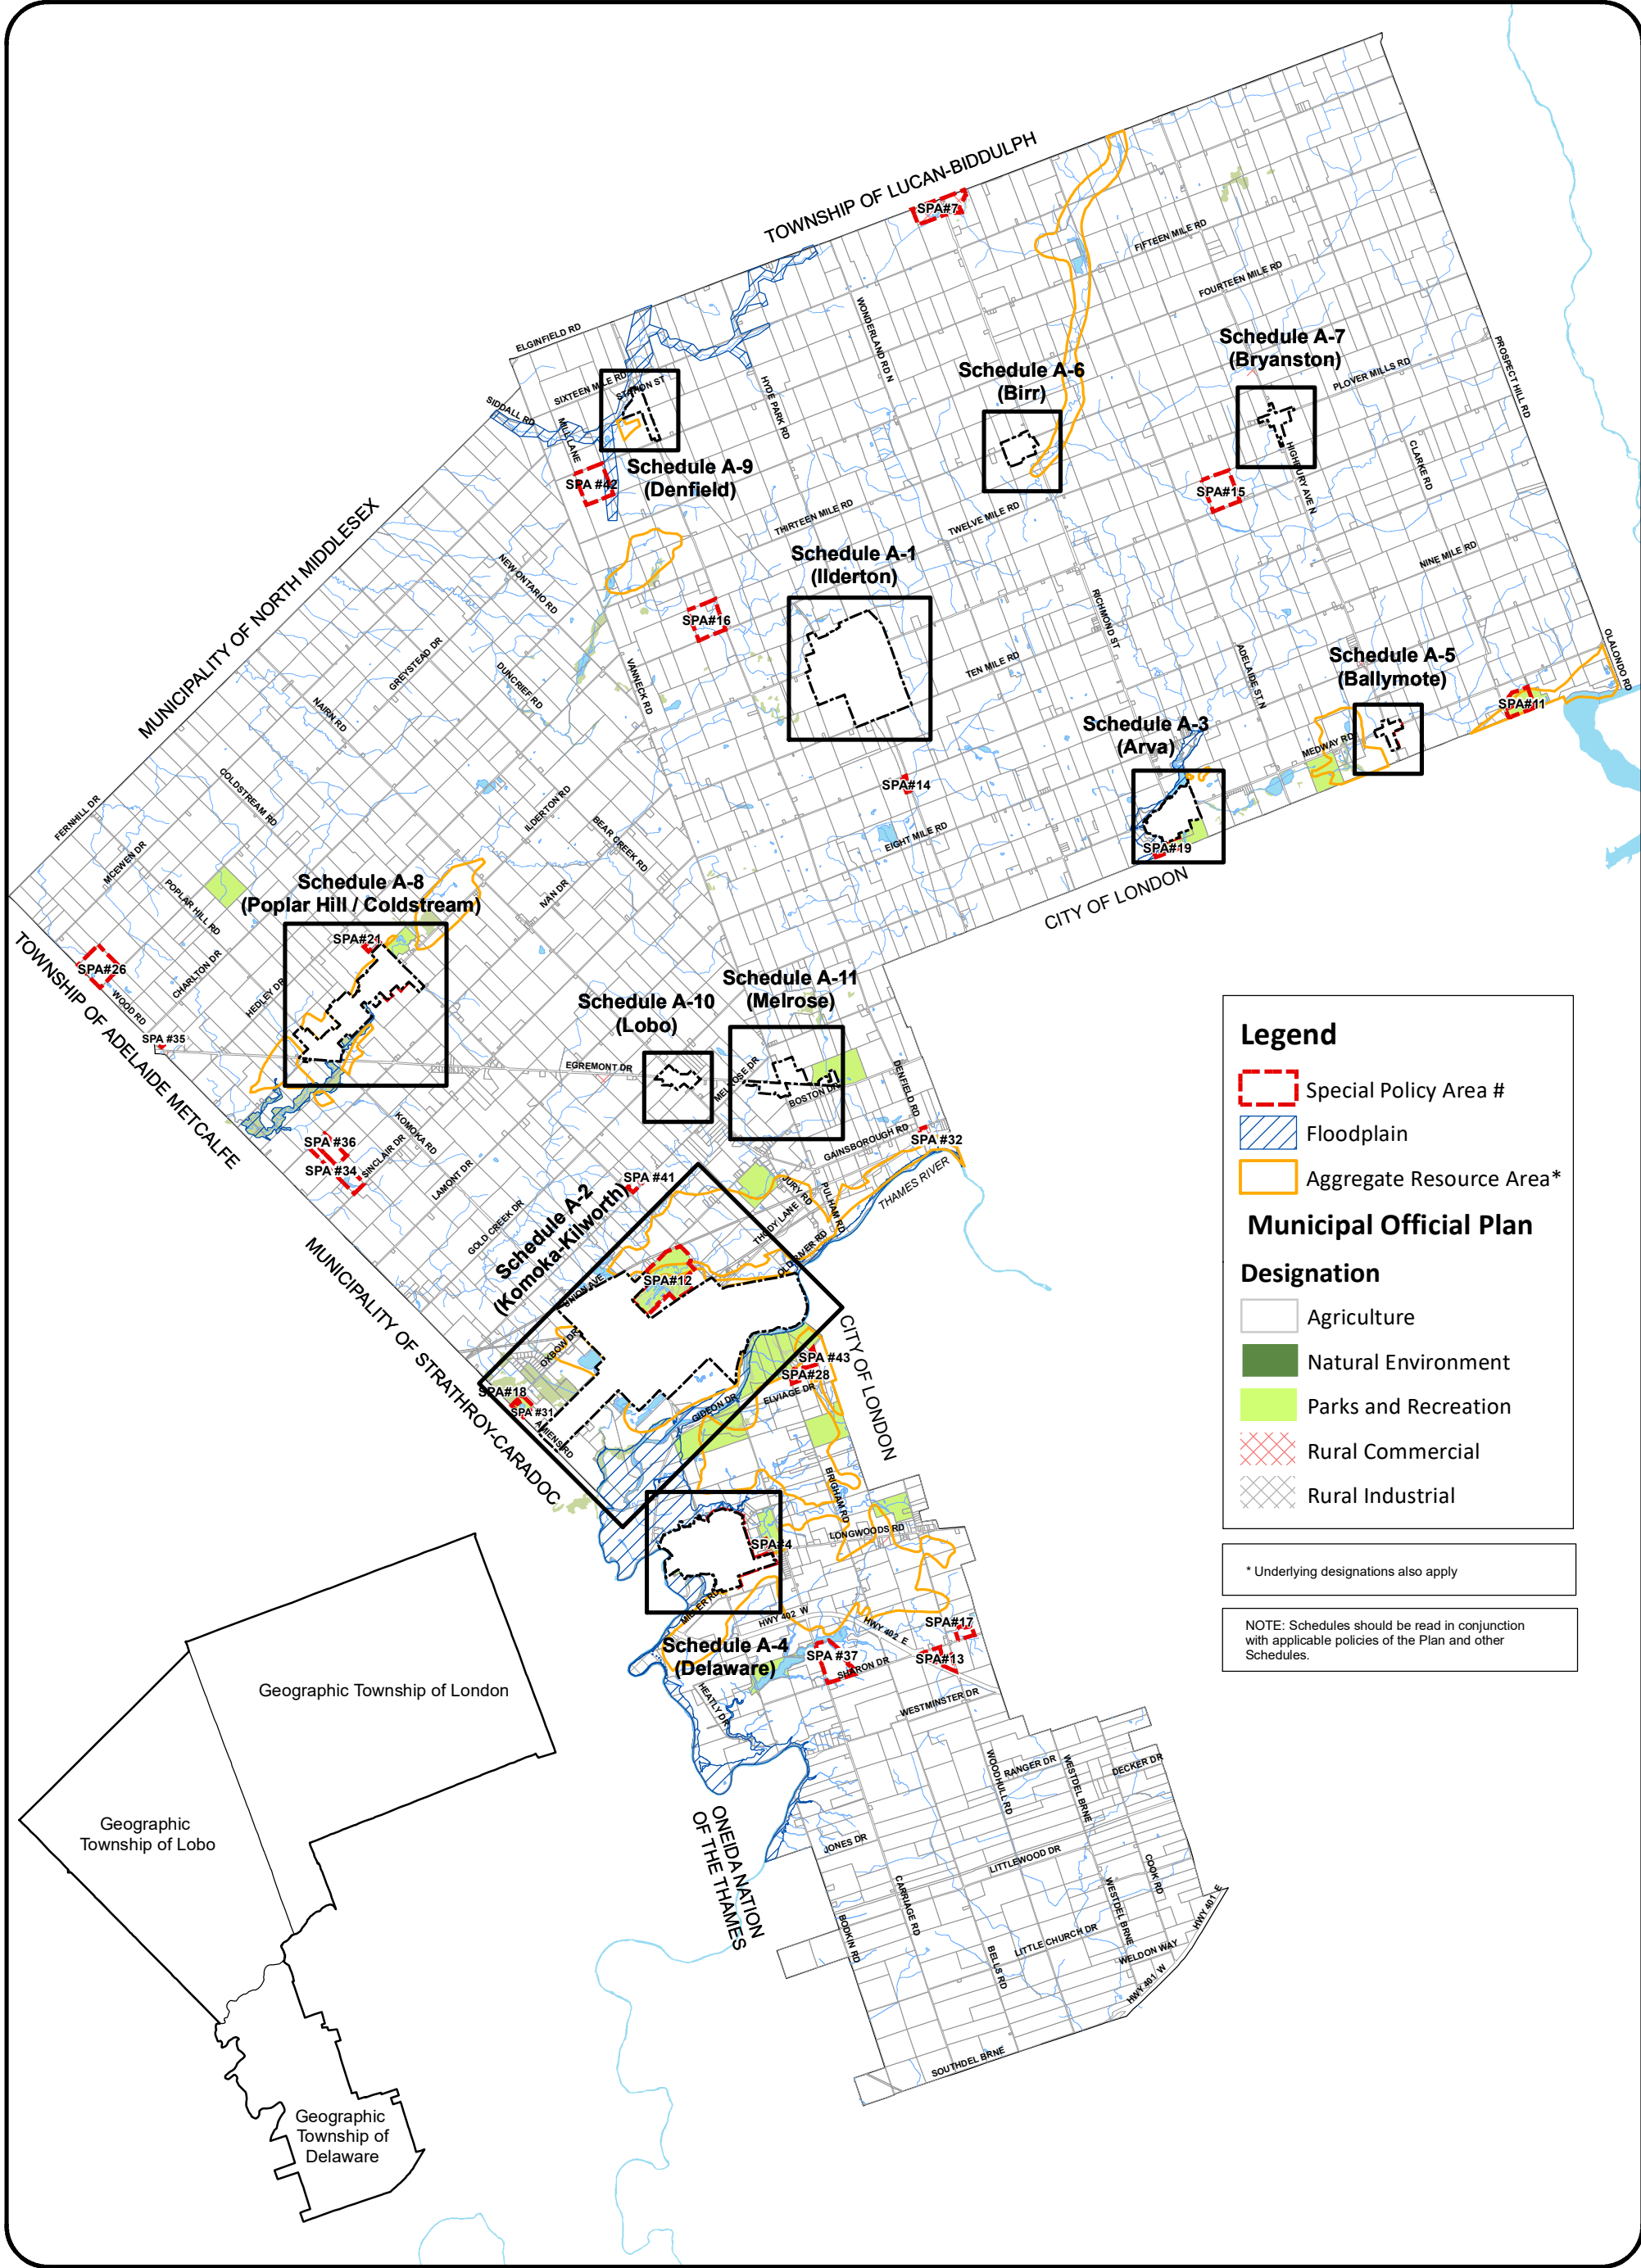 TOWNSHIP OF LUCAN-BIDDULPH
SPA#7
FIFTEEN MILE RD
FOURTEEN MILE RD
ELGINFIELD RD
WONDERLAND RD N
Schedule A-7
(Bryanston)
PROSPECT HILL RD
PLOVER MILLS RD
Schedule A-6
(Birr)
SIXTEEN MILE RD
STATION ST
HYDE PARK RD
SIDDALL RD
MILL LANE
Schedule A-9
(Denfield)
SPA #42
HIGHBURY AVE N
CLARKE RD
SPA#15
THIRTEEN MILE RD
TWELVE MILE RD
MUNICIPALITY OF NORTH MIDDLESEX
Schedule A-1
(Ilderton)
NINE MILE RD
NEW ONTARIO RD
SPA#16
RICHMOND ST
GREYSTEAD DR
DUNCRIEF RD
VANNECK RD
TEN MILE RD
ADELAIDE ST N
Schedule A-5
(Ballymote)
OLALONDO RD
SPA#11
NAIRN RD
Schedule A-3
(Arva)
MEDWAY RD
SPA#14
COLDSTREAM RD
FERNHILL DR
ILDERTON RD
BEAR CREEK RD
EIGHT MILE RD
SPA#19
MCEWEN DR
POPLAR HILL RD
Schedule A-8
(Poplar Hill / Coldstream)
NAN DR
CITY OF LONDON
SPA#21
TOWNSHIP OF ADELAIDE METCALFE
SPA#26
WOOD RD
CHARLTON DR
HEDLEY DR
Schedule A-11
(Melrose)
Schedule A-10
(Lobo)
SPA #35
EGREMONT DR
MELROSE DR
BOSTON DR
DENFIELD RD
Legend
Special Policy Area #
Floodplain
Aggregate Resource Area*
Municipal Official Plan
Designation
Agriculture
Natural Environment
Parks and Recreation
Rural Commercial
Rural Industrial
* Underlying designations also apply
NOTE: Schedules should be read in conjunction
with applicable policies of the Plan and other
Schedules.
KOMOKA RD
SPA #36
SPA #34
SINCLAIR DR
LAMONT DR
GAINSBOROUGH RD
SPA #32
THAMES RIVER
SPA #41
JURY RD
PULHAM RD
THODY LANE
OLD RIVER RD
GOLD CREEK DR
Schedule A-2
(Komoka-Kilworth)
MUNICIPALITY OF STRATHROY-CARADOC
UNION AVE
SPA#12
OXBOW DR
CITY OF LONDON
SPA #43
SPA#28
ELVIAGE DR
GIDEON DR
SPA#18
SPA #31
AMIENS RD
BRIGHAM RD
LONGWOODS RD
SPA#4
MILLER RD
HWY 402 W
HWY 402 E
SPA#17
Schedule A-4
(Delaware)
SPA #37
SHARON DR
SPA#13
HEATLY DR
WESTMINSTER DR
WOODHULL RD
RANGER DR
WESTDEL BRNE
DECKER DR
ONEIDA NATION
OF THE THAMES
JONES DR
LITTLEWOOD DR
COOK RD
CARRIAGE RD
WESTDEL BRNE
HWY 401 E
BODKIN RD
BELLS RD
LITTLE CHURCH DR
WELDON WAY
HWY 401 W
SOUTHDEL BRNE
Geographic Township of London
Geographic
Township of Lobo
Geographic
Township of
Delaware